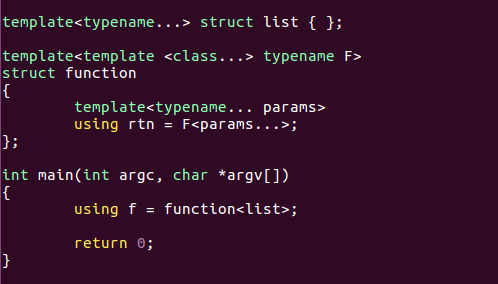 template<typename...> struct list { };
template<template <class...> typename F>
struct function
{
        template<typename... params>
        using rtn = F<params...>;
};
int main(int argc, char *argv[])
{
        using f = function<list>;
        return 0;
}